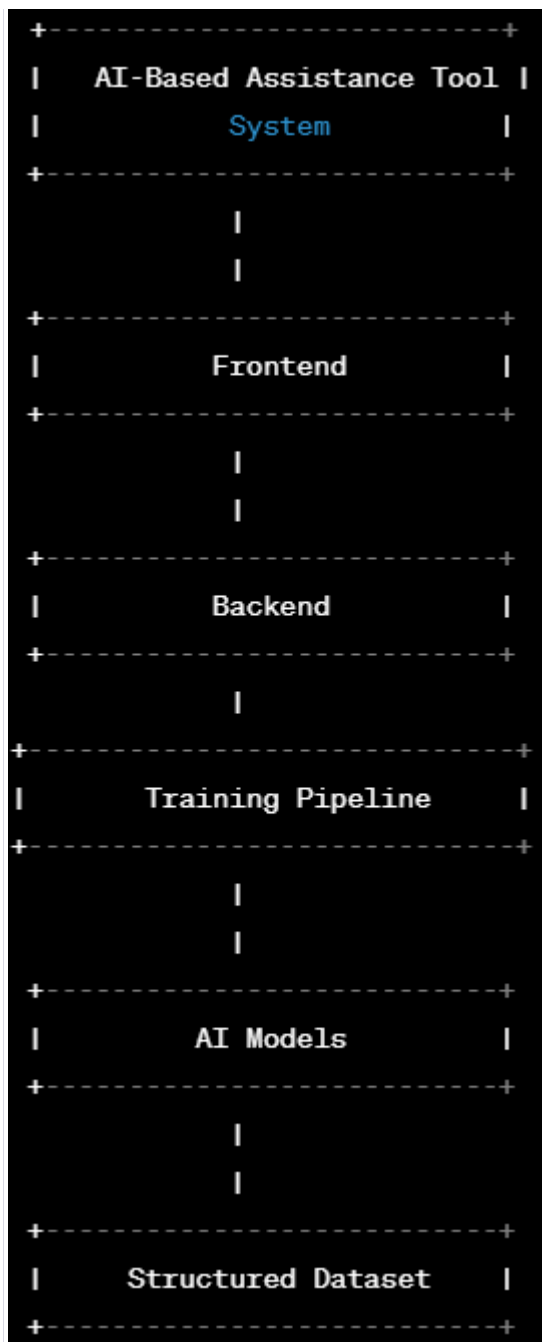 AI-Based Assistance Tool
System
Frontend
Backend
Training Pipeline
AI Models
Structured Dataset